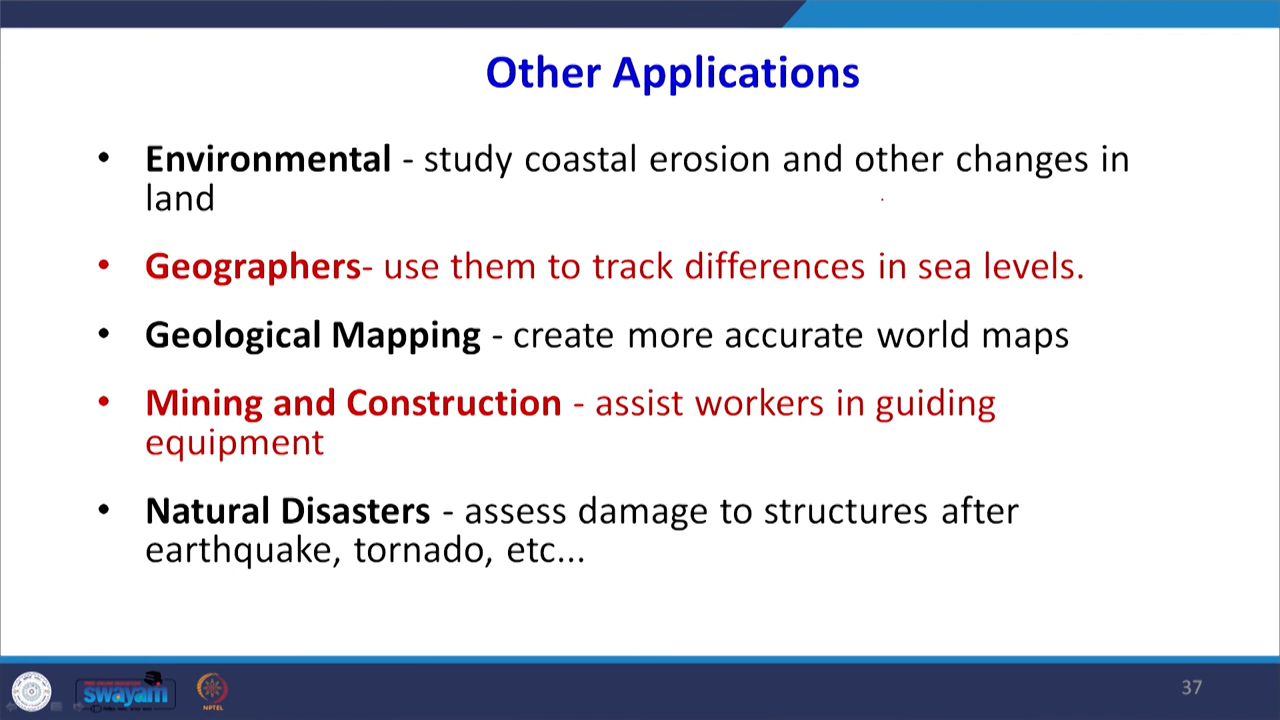 Other Applications
• Environmental - study coastal erosion and other changes in
land
• Geographers- use them to track differences in sea levels.
• Geological Mapping - create more accurate world maps
• Mining and Construction - assist workers in guiding
equipment
• Natural Disasters - assess damage to structures after
earthquake, tornado, etc...
swayam
NPTEL
37